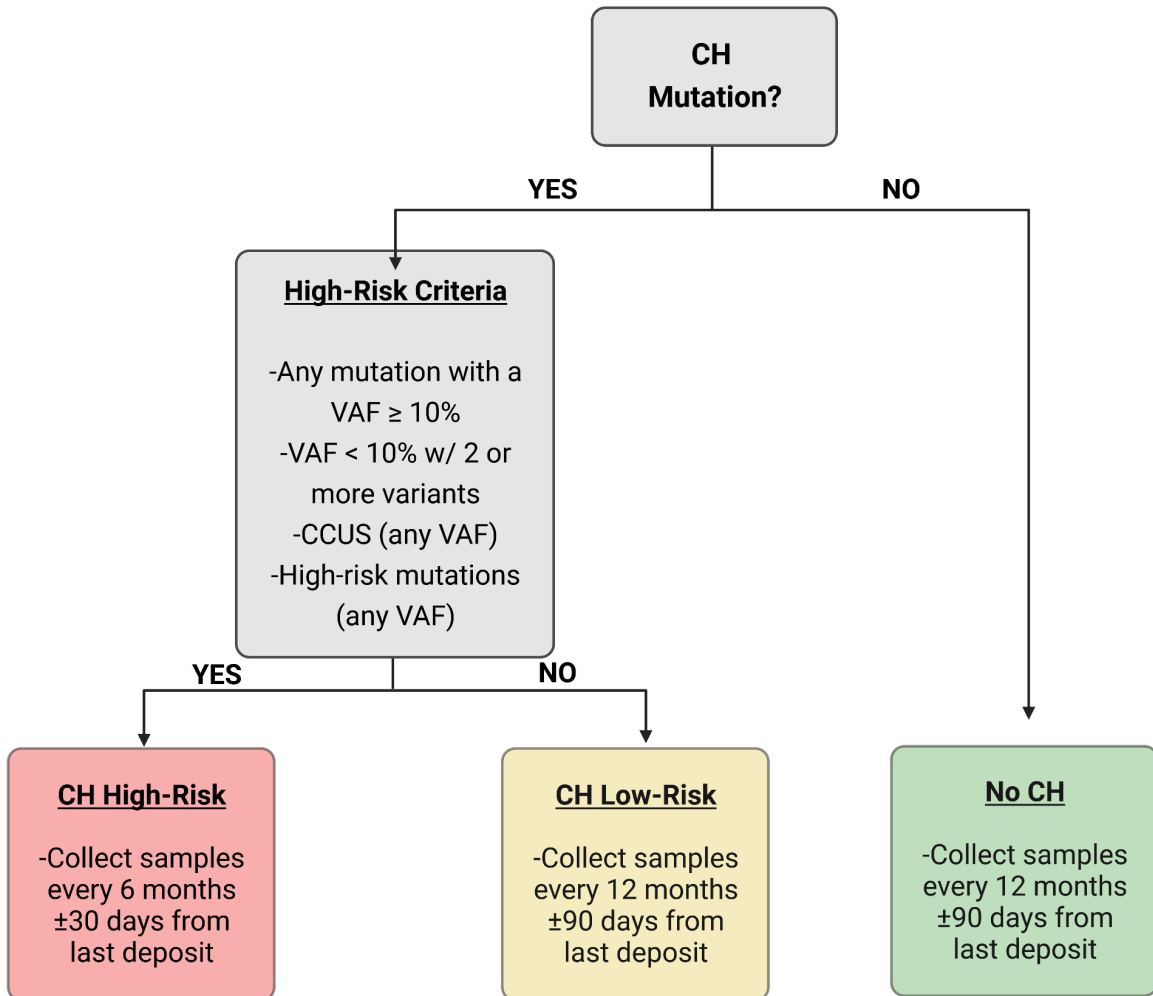 CH
Mutation?
YES
NO
High-Risk Criteria
-Any mutation with a
VAF ≥ 10%
-VAF < 10% w/ 2 or
more variants
-CCUS (any VAF)
-High-risk mutations
(any VAF)
YES
NO
CH High-Risk
-Collect samples
every 6 months
±30 days from
last deposit
CH Low-Risk
-Collect samples
every 12 months
±90 days from
last deposit
No CH
-Collect samples
every 12 months
±90 days from
last deposit